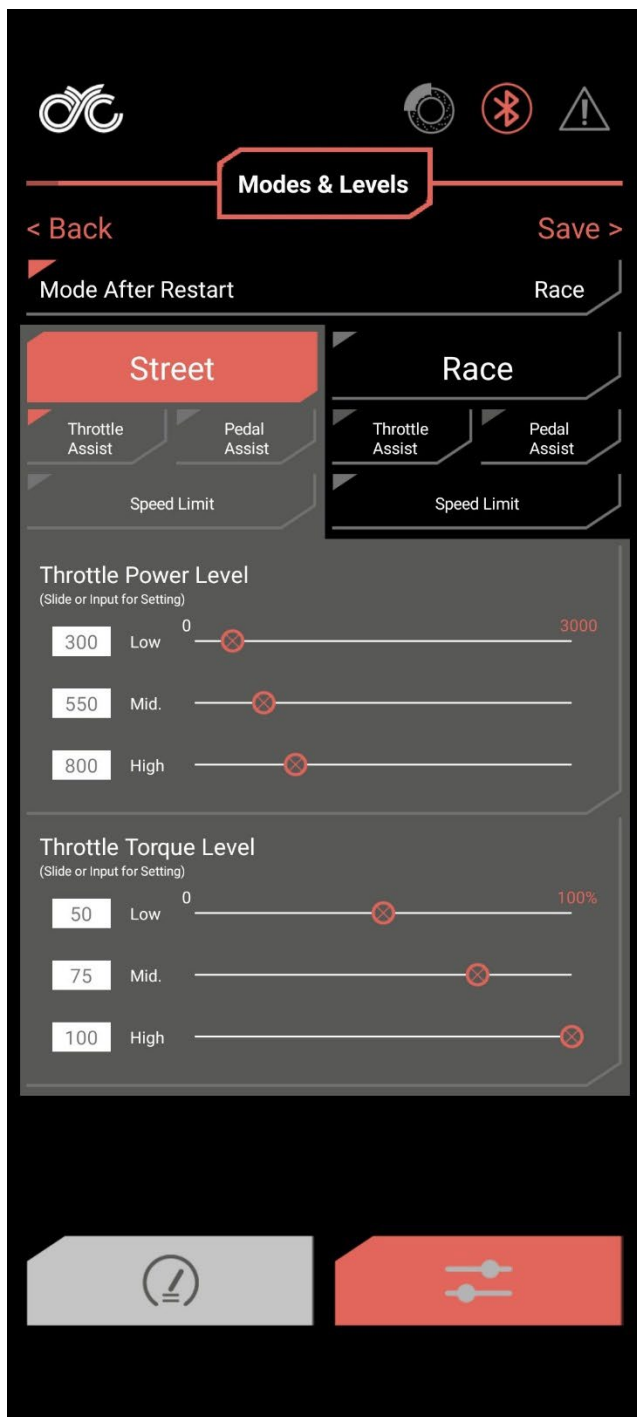 CYC
Modes & Levels
< Back
Save >
Mode After Restart
Race
Street
Race
Throttle
Assist
Pedal
Assist
Throttle
Assist
Pedal
Assist
Speed Limit
Speed Limit
Throttle Power Level
(Slide or Input for Setting)
0
3000
300
Low
550
Mid.
800
High
Throttle Torque Level
(Slide or Input for Setting)
0
100%
50
Low
75
Mid.
100
High